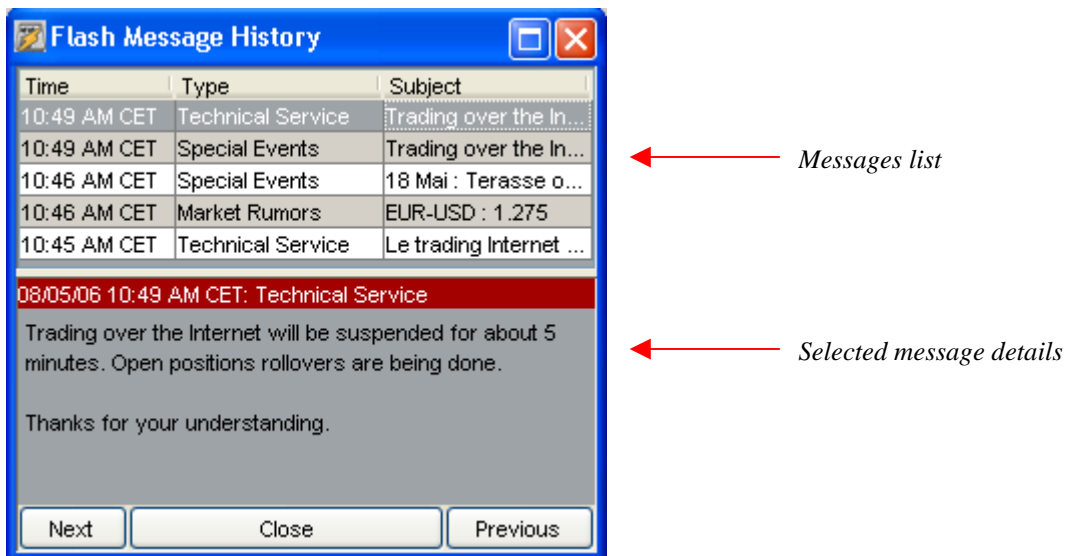 Flash Message History
Time Type Subject
10:49 AM CET Technical Service Trading over the In...
10:49 AM CET Special Events Trading over the In...
10:46 AM CET Special Events 18 Mai : Terasse o...
10:46 AM CET Market Rumors EUR-USD : 1.275
10:45 AM CET Technical Service Le trading Internet ...
Messages list
08/05/06 10:49 AM CET: Technical Service
Trading over the Internet will be suspended for about 5
minutes. Open positions rollovers are being done.
Thanks for your understanding.
Selected message details
Next Close Previous